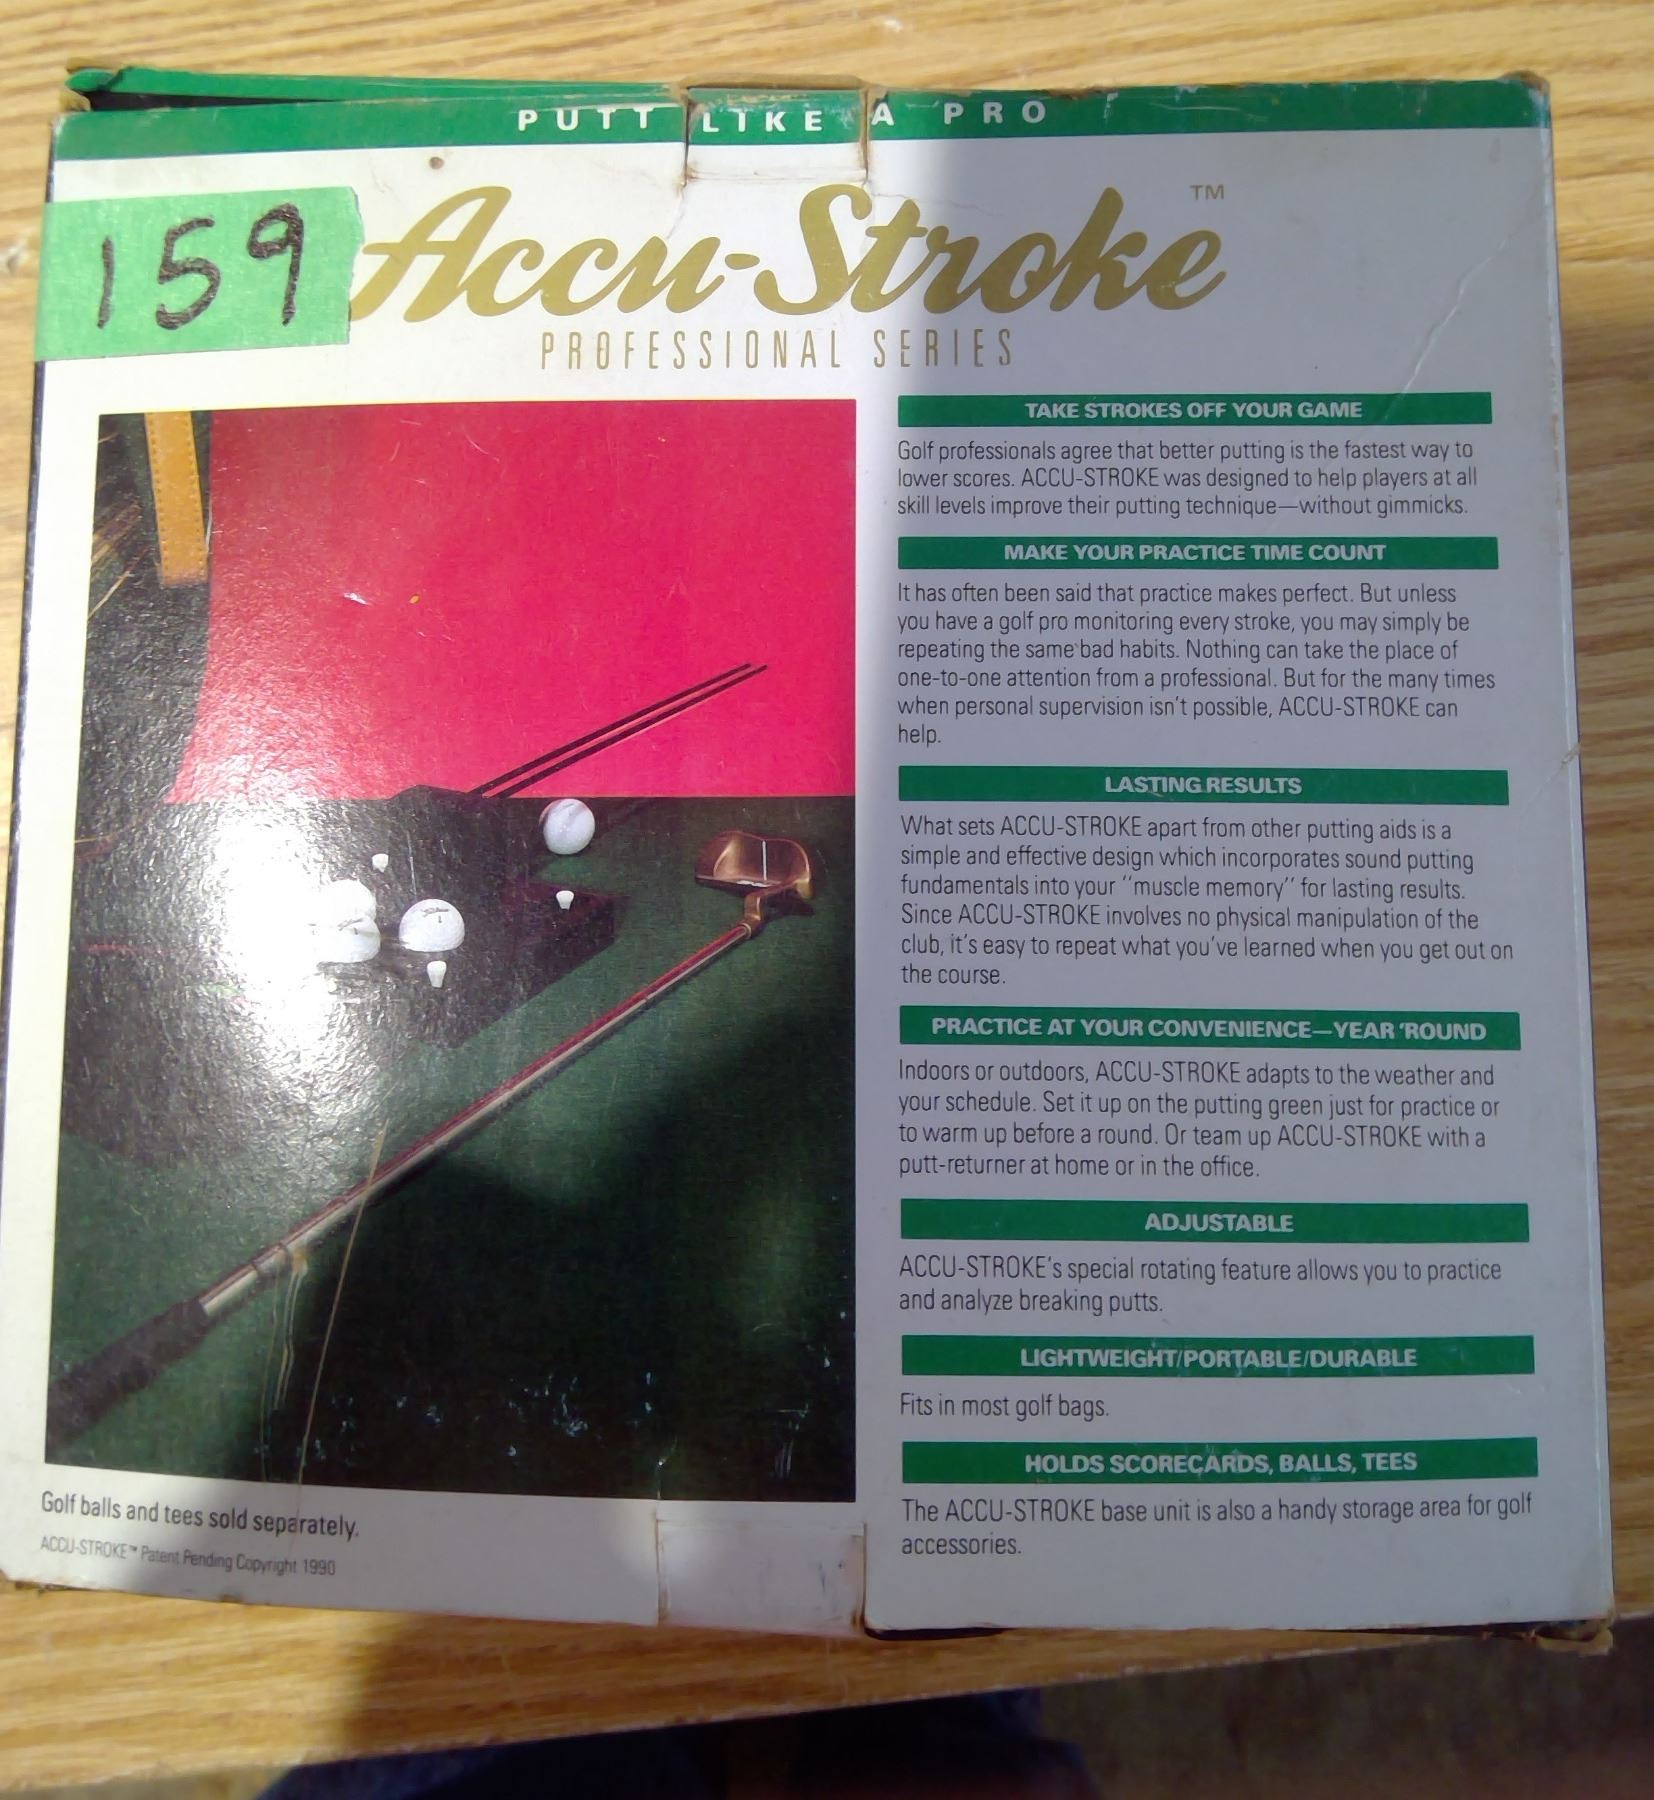 PUTT LIKE A PRO
159
Accu-Stroke™
PROFESSIONAL SERIES
TAKE STROKES OFF YOUR GAME
Golf professionals agree that better putting is the fastest way to
lower scores. ACCU-STROKE was designed to help players at all
skill levels improve their putting technique—without gimmicks.
MAKE YOUR PRACTICE TIME COUNT
It has often been said that practice makes perfect. But unless
you have a golf pro monitoring every stroke, you may simply be
repeating the same bad habits. Nothing can take the place of
one-to-one attention from a professional. But for the many times
when personal supervision isn't possible, ACCU-STROKE can
help.
LASTING RESULTS
What sets ACCU-STROKE apart from other putting aids is a
simple and effective design which incorporates sound putting
fundamentals into your "muscle memory" for lasting results.
Since ACCU-STROKE involves no physical manipulation of the
club, it's easy to repeat what you've learned when you get out on
the course.
PRACTICE AT YOUR CONVENIENCE—YEAR 'ROUND
Indoors or outdoors, ACCU-STROKE adapts to the weather and
your schedule. Set it up on the putting green just for practice or
to warm up before a round. Or team up ACCU-STROKE with a
putt-returner at home or in the office.
ADJUSTABLE
ACCU-STROKE's special rotating feature allows you to practice
and analyze breaking putts.
LIGHTWEIGHT/PORTABLE/DURABLE
Fits in most golf bags.
HOLDS SCORECARDS, BALLS, TEES
The ACCU-STROKE base unit is also a handy storage area for golf
accessories.
Golf balls and tees sold separately.
ACCU-STROKE™ Patent Pending Copyright 1990